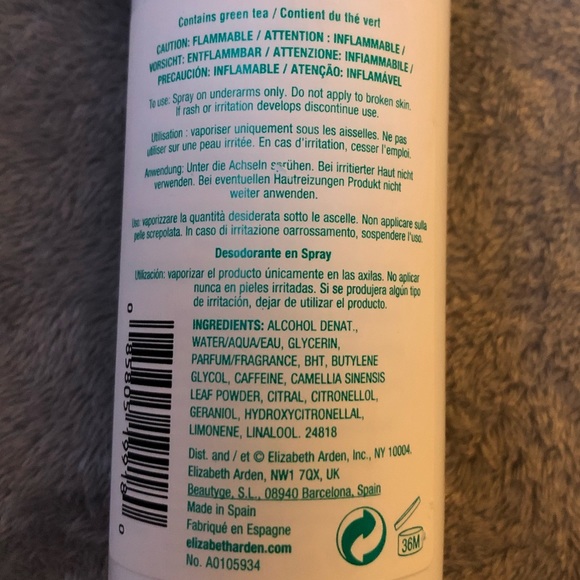 Contains green tea / Contient du thé vert
CAUTION: FLAMMABLE / ATTENTION : INFLAMMABLE /
VORSICHT: ENTFLAMMBAR / ATTENZIONE: INFIAMMABILE /
PRECAUCIÓN: INFLAMABLE / ATENÇÃO: INFLAMÁVEL
To use: Spray on underarms only. Do not apply to broken skin.
If rash or irritation develops discontinue use.
Utilisation : vaporiser uniquement sous les aisselles. Ne pas
utiliser sur une peau irritée. En cas d'irritation, cesser l'emploi.
Anwendung: Unter die Achseln sprühen. Bei irritierter Haut nicht
verwenden. Bei eventuellen Hautreizungen Produkt nicht
weiter anwenden.
Uso: vaporizzare la quantità desiderata sotto le ascelle. Non applicare sulla
pelle screpolata. In caso di irritazione oarrossamento, sospendere l'uso.
Desodorante en Spray
Utilización: vaporizar el producto únicamente en las axilas. No aplicar
nunca en pieles irritadas. Si se produjera algún tipo
de irritación, dejar de utilizar el producto.
INGREDIENTS: ALCOHOL DENAT.,
WATER/AQUA/EAU, GLYCERIN,
PARFUM/FRAGRANCE, BHT, BUTYLENE
GLYCOL, CAFFEINE, CAMELLIA SINENSIS
LEAF POWDER, CITRAL, CITRONELLOL,
GERANIOL, HYDROXYCITRONELLAL,
LIMONENE, LINALOOL. 24818
Dist. and / et © Elizabeth Arden, Inc., NY 10004.
Elizabeth Arden, NW1 7QX, UK
Beautyge, S.L., 08940 Barcelona, Spain
Made in Spain
Fabriqué en Espagne
elizabetharden.com
No. A0105934
36M